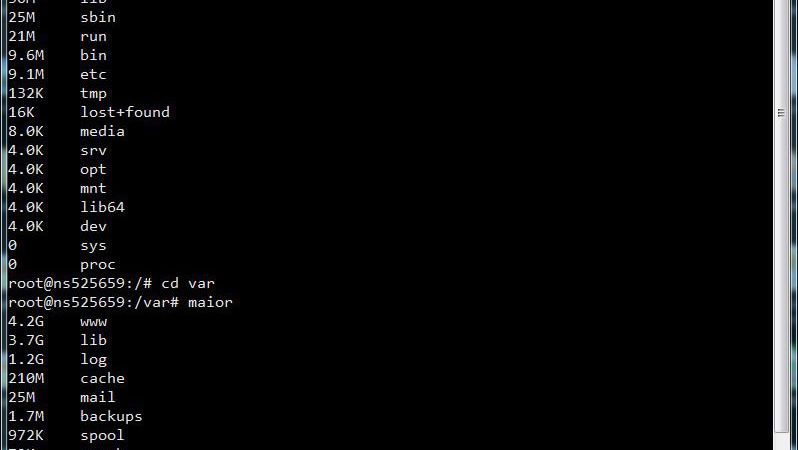 25M sbin
21M run
9.6M bin
9.1M etc
132K tmp
16K lost+found
8.0K media
4.0K srv
4.0K opt
4.0K mnt
4.0K lib64
4.0K dev
0 sys
0 proc
root@ns525659:/# cd var
root@ns525659:/var# maior
4.2G www
3.7G lib
1.2G log
210M cache
25M mail
1.7M backups
972K spool